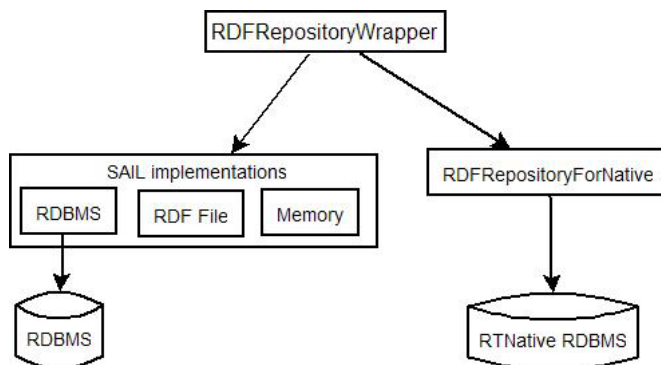 RDFRepositoryWrapper
SAIL implementations
RDBMS
RDF File
Memory
RDFRepositoryForNative
RDBMS
RTNative RDBMS